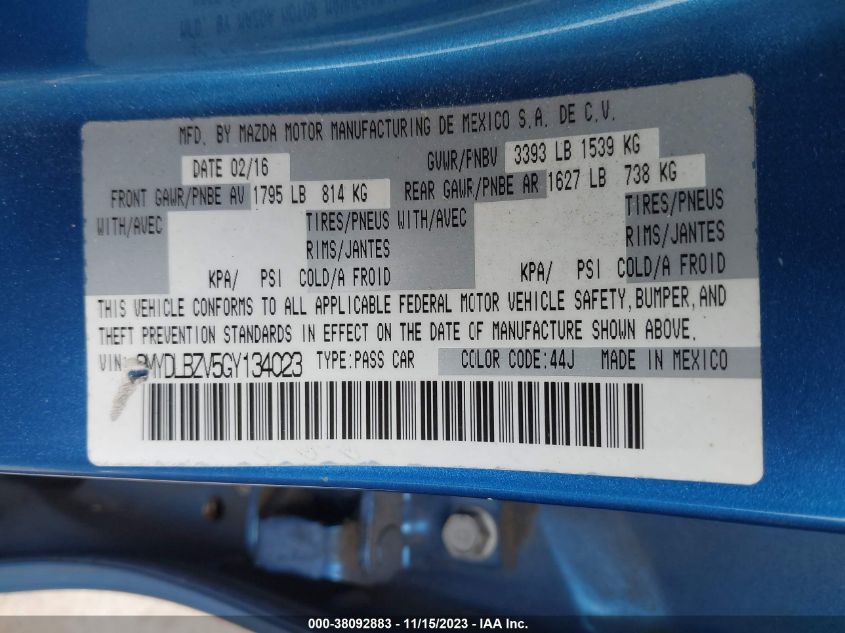 MFD. BY MAZDA MOTOR MANUFACTURING DE MEXICO S.A. DE C.V.
DATE 02/16 GVWR/PNBV 3393 LB 1539 KG
FRONT GAWR/PNBE AV 1795 LB 814 KG REAR GAWR/PNBE AR 1627 LB 738 KG
WITH/AVEC TIRES/PNEUS WITH/AVEC TIRES/PNEUS
RIMS/JANTES RIMS/JANTES
KPA/ PSI COLD/A FROID KPA/ PSI COLD/A FROID
THIS VEHICLE CONFORMS TO ALL APPLICABLE FEDERAL MOTOR VEHICLE SAFETY, BUMPER, AND
THEFT PREVENTION STANDARDS IN EFFECT ON THE DATE OF MANUFACTURE SHOWN ABOVE.
VIN: 3MYDLBZV5GY134023 TYPE:PASS CAR COLOR CODE:44J MADE IN MEXICO
000-38092883 - 11/15/2023 - IAA Inc.